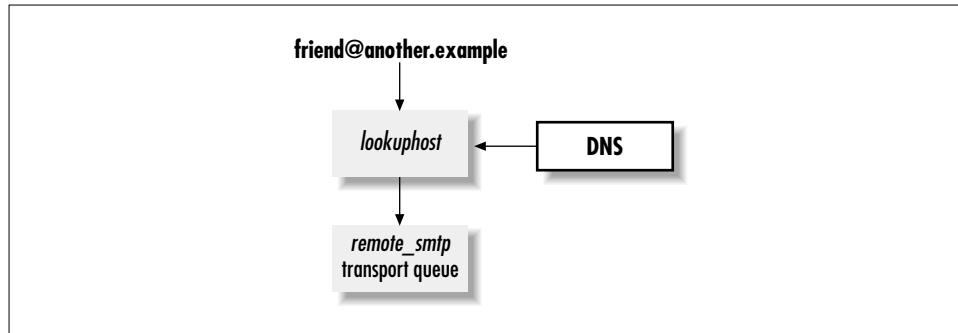 friend@another.example
lookuphost
DNS
remote_smtp
transport queue